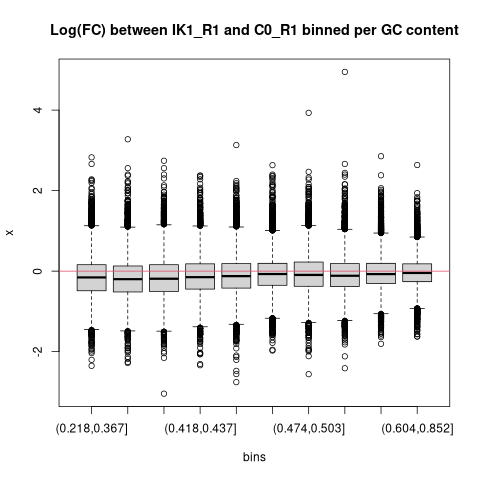 Log(FC) between IK1_R1 and C0_R1 binned per GC content
x
4
2
0
-2
(0.218,0.367] (0.418,0.437] (0.474,0.503] (0.604,0.852]
bins